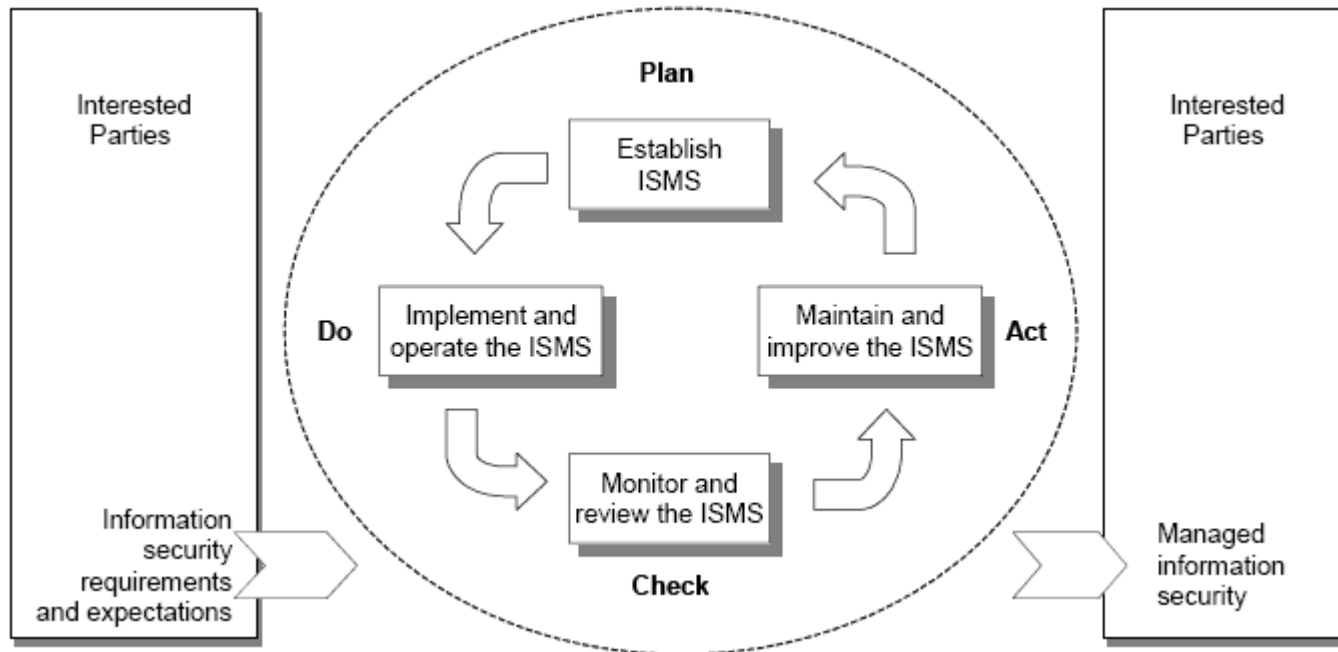 Interested
Parties
Information
security
requirements
and expectations
Plan
Establish
ISMS
Do
Implement and
operate the ISMS
Maintain and
improve the ISMS
Act
Monitor and
review the ISMS
Check
Interested
Parties
Managed
information
security